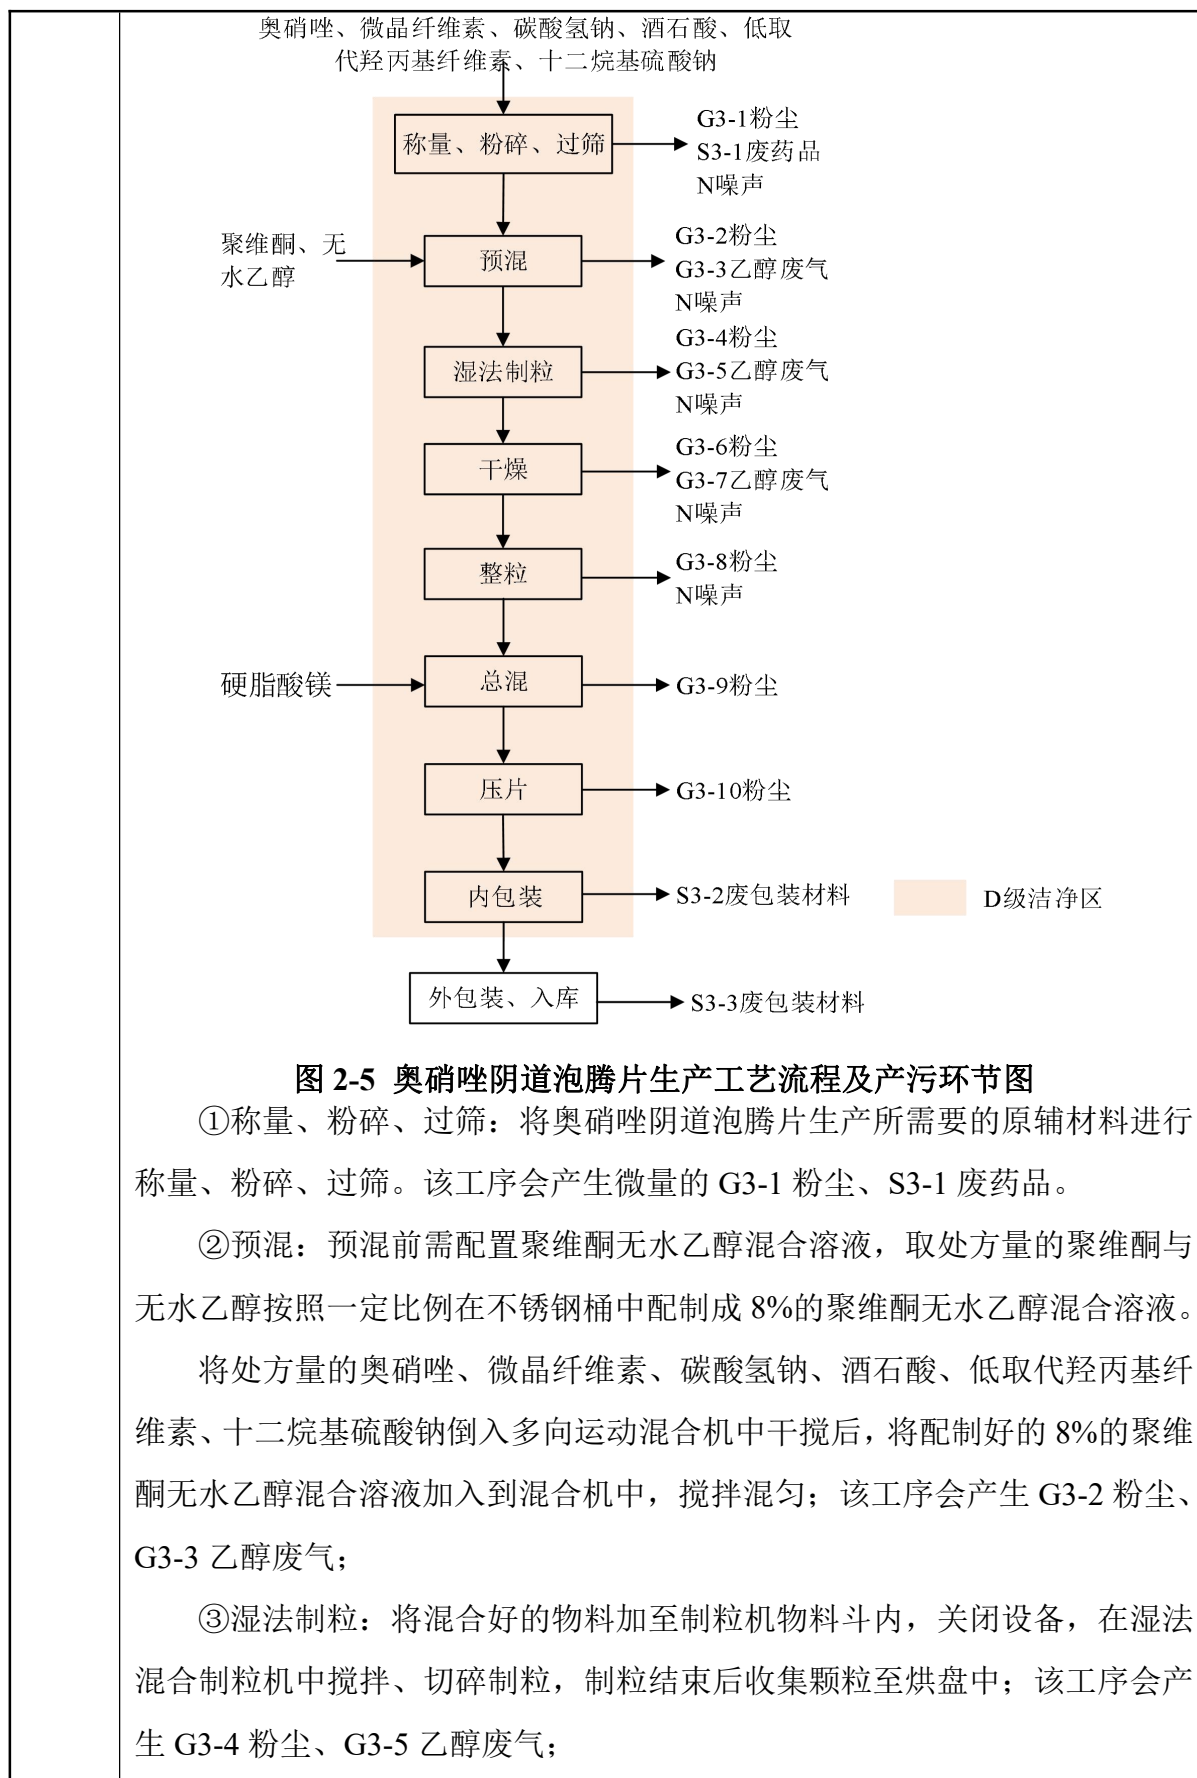 奥硝唑、微晶纤维素、碳酸氢钠、酒石酸、低取
代羟丙基纤维素、十二烷基硫酸钠
称量、粉碎、过筛
G3-1粉尘
S3-1废药品
N噪声
聚维酮、无
水乙醇
预混
G3-2粉尘
G3-3乙醇废气
N噪声
湿法制粒
G3-4粉尘
G3-5乙醇废气
N噪声
干燥
G3-6粉尘
G3-7乙醇废气
N噪声
整粒
G3-8粉尘
N噪声
硬脂酸镁
总混
G3-9粉尘
压片
G3-10粉尘
内包装
S3-2废包装材料
D级洁净区
外包装、入库
S3-3废包装材料
图 2-5 奥硝唑阴道泡腾片生产工艺流程及产污环节图
①称量、粉碎、过筛：将奥硝唑阴道泡腾片生产所需要的原辅材料进行
称量、粉碎、过筛。该工序会产生微量的 G3-1 粉尘、S3-1 废药品。
②预混：预混前需配置聚维酮无水乙醇混合溶液，取处方量的聚维酮与
无水乙醇按照一定比例在不锈钢桶中配制成 8%的聚维酮无水乙醇混合溶液。
将处方量的奥硝唑、微晶纤维素、碳酸氢钠、酒石酸、低取代羟丙基纤
维素、十二烷基硫酸钠倒入多向运动混合机中干搅后，将配制好的 8%的聚维
酮无水乙醇混合溶液加入到混合机中，搅拌混匀；该工序会产生 G3-2 粉尘、
G3-3 乙醇废气；
③湿法制粒：将混合好的物料加至制粒机物料斗内，关闭设备，在湿法
混合制粒机中搅拌、切碎制粒，制粒结束后收集颗粒至烘盘中；该工序会产
生 G3-4 粉尘、G3-5 乙醇废气；